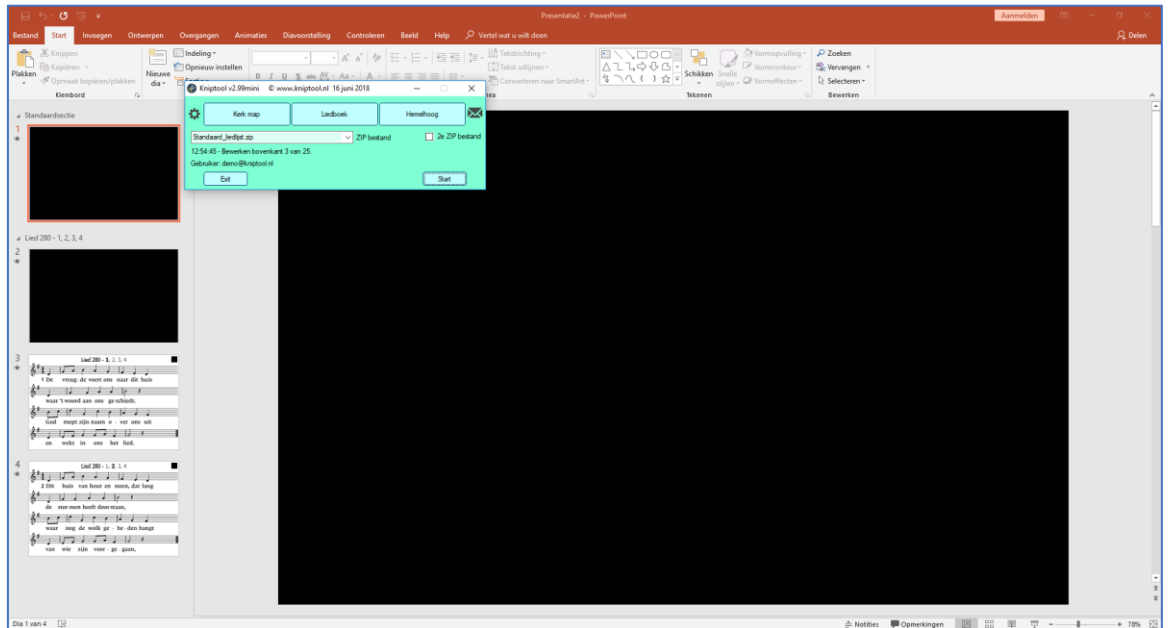 Presentatie2 - PowerPoint
Aanmelden
Bestand Start Invoegen Ontwerpen Overgangen Animaties Diavoorstelling Controleren Beeld Help Vertel wat u wilt doen
Delen
Plakken
Knippen
Kopiëren
Opmaak kopiëren/plakken
Klembord
Nieuwe dia
Indeling
Opnieuw instellen
Tekstrichting
Tekst uitlijnen
Converteren naar SmartArt
Schikken
Snelle stijlen
Vormopvulling
Vormcontour
Vormeffecten
Tekenen
Zoeken
Vervangen
Selecteren
Bewerken
Kniptool v2.99mini © www.kniptool.nl 16 juni 2018
Kerk map Liedboek Hemelhoog
Standaard_liedlijst.zip ZIP bestand 2e ZIP bestand
12:54:45 - Bewerken bovenkant 3 van 25.
Gebruiker: demo@kniptool.nl
Exit Start
Standaardsectie
1
Lied 280 - 1, 2, 3, 4
2
3
Lied 280 - 1, 2, 3, 4
1 De vreug - de voert ons naar dit huis
waar 't woord aan ons ge - schiedt.
God roept zijn naam o - ver ons uit
en wekt in ons het lied.
4
Lied 280 - 1, 2, 3, 4
2 Dit huis van hout en steen, dat lang
de stor - men heeft door - staan,
waar nog de wolk ge - be - den hangt
van wie zijn voor - ge - gaan,
Dia 1 van 4
Notities Opmerkingen 78%